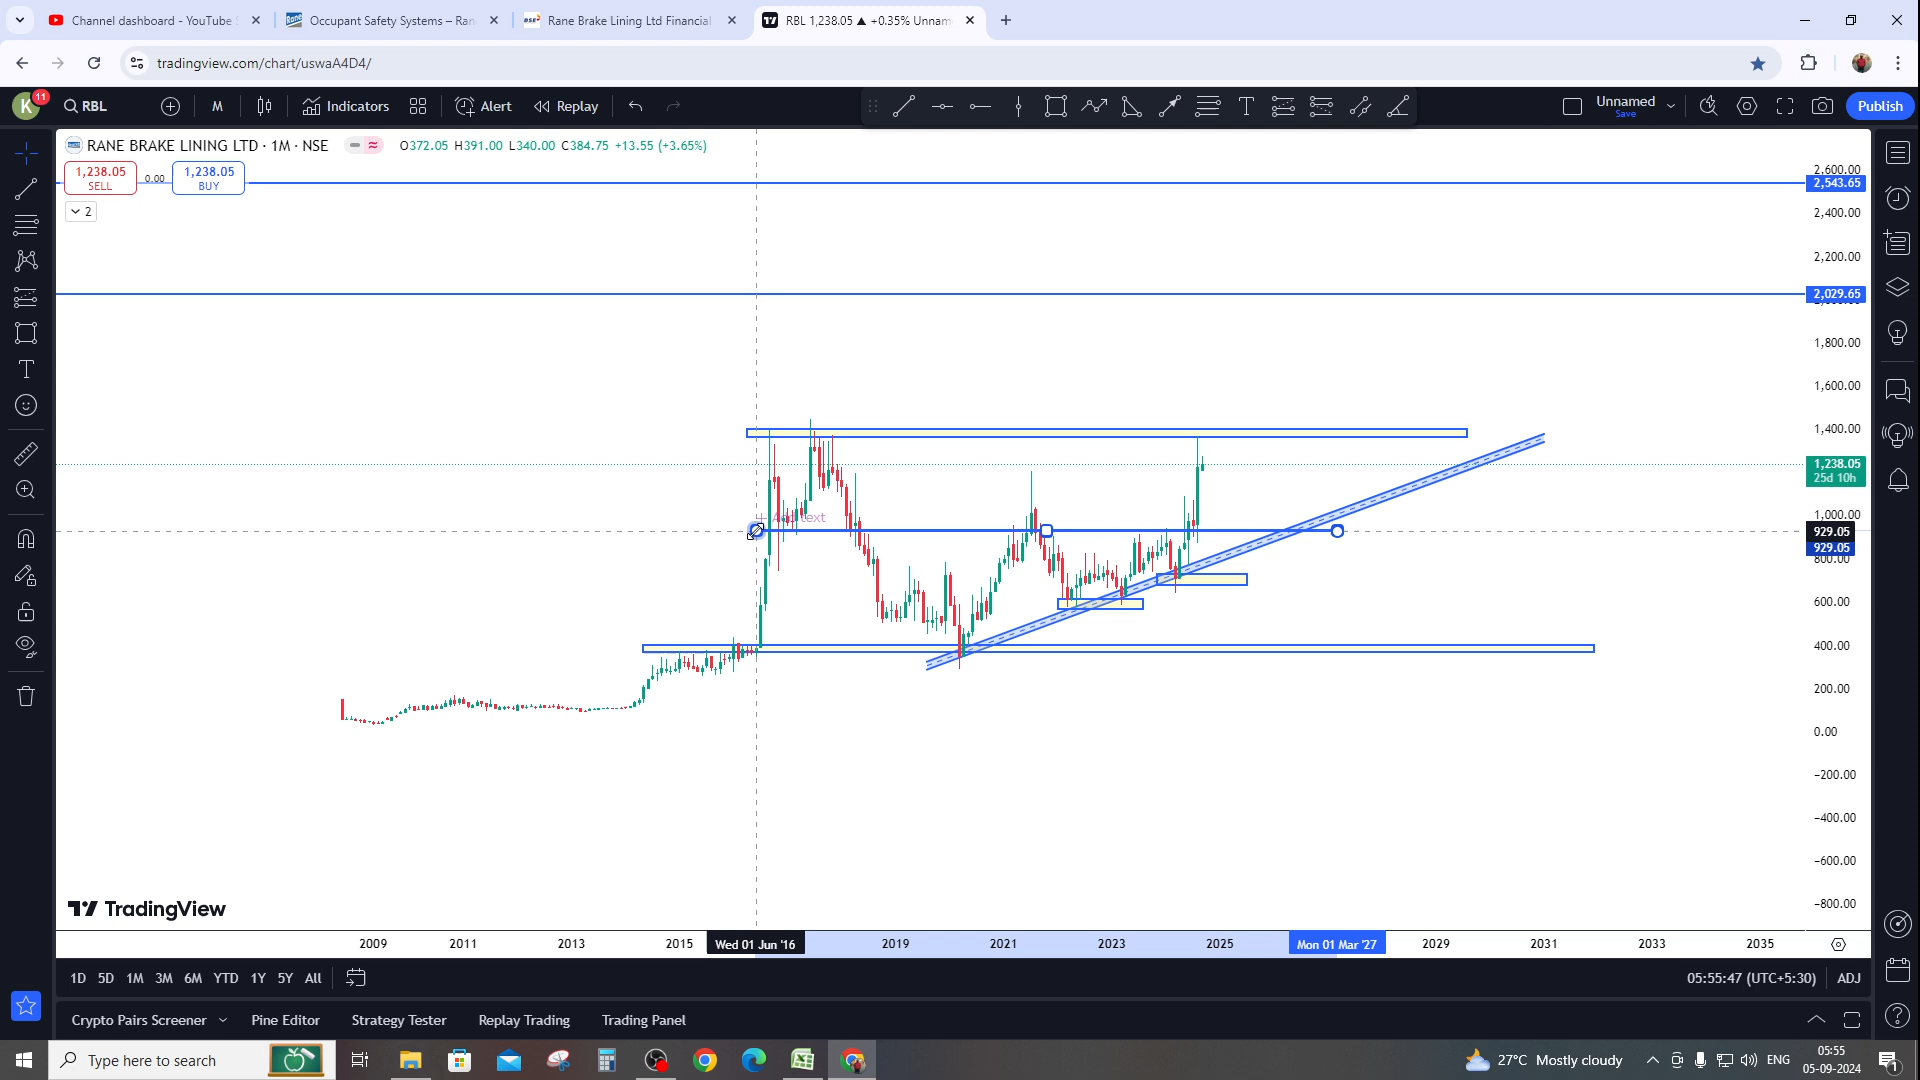 Channel dashboard - YouTube S
Occupant Safety Systems – Ran
Rane Brake Lining Ltd Financial
RBL 1,238.05 ▲ +0.35% Unnam
tradingview.com/chart/uswaA4D4/
K
11
RBL
M
Indicators
Alert
Replay
Unnamed
Save
Publish
RANE BRAKE LINING LTD · 1M · NSE
O372.05 H391.00 L340.00 C384.75 +13.55 (+3.65%)
1,238.05
SELL
0.00
1,238.05
BUY
2
2,600.00
2,543.65
2,400.00
2,200.00
2,029.65
1,800.00
1,600.00
1,400.00
1,238.05
25d 10h
1,000.00
929.05
929.05
800.00
600.00
400.00
200.00
0.00
−200.00
−400.00
−600.00
−800.00
TradingView
2009
2011
2013
2015
Wed 01 Jun '16
2019
2021
2023
2025
Mon 01 Mar '27
2029
2031
2033
2035
1D 5D 1M 3M 6M YTD 1Y 5Y All
05:55:47 (UTC+5:30)
ADJ
Crypto Pairs Screener
Pine Editor
Strategy Tester
Replay Trading
Trading Panel
Type here to search
27°C Mostly cloudy
ENG
05:55
05-09-2024
1